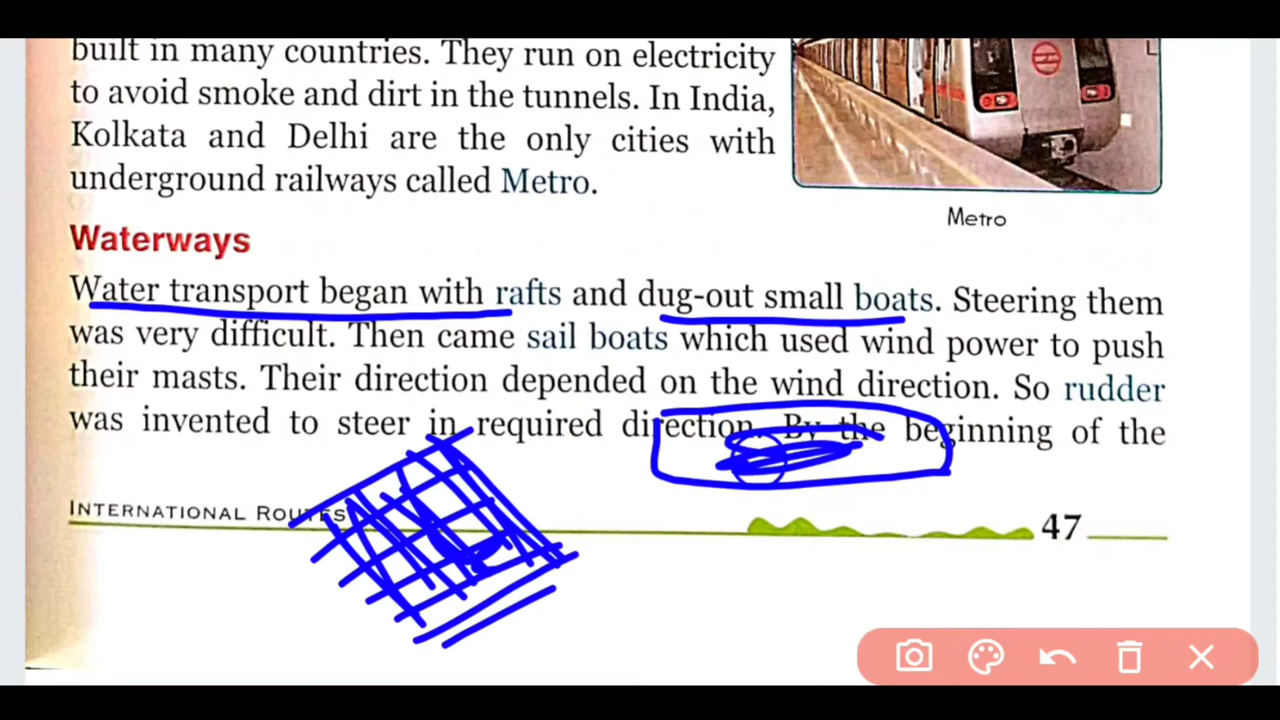 built in many countries. They run on electricity
to avoid smoke and dirt in the tunnels. In India,
Kolkata and Delhi are the only cities with
underground railways called Metro.
Metro
Waterways
Water transport began with rafts and dug-out small boats. Steering them
was very difficult. Then came sail boats which used wind power to push
their masts. Their direction depended on the wind direction. So rudder
was invented to steer in required direction. By the beginning of the
INTERNATIONAL ROUTES
47